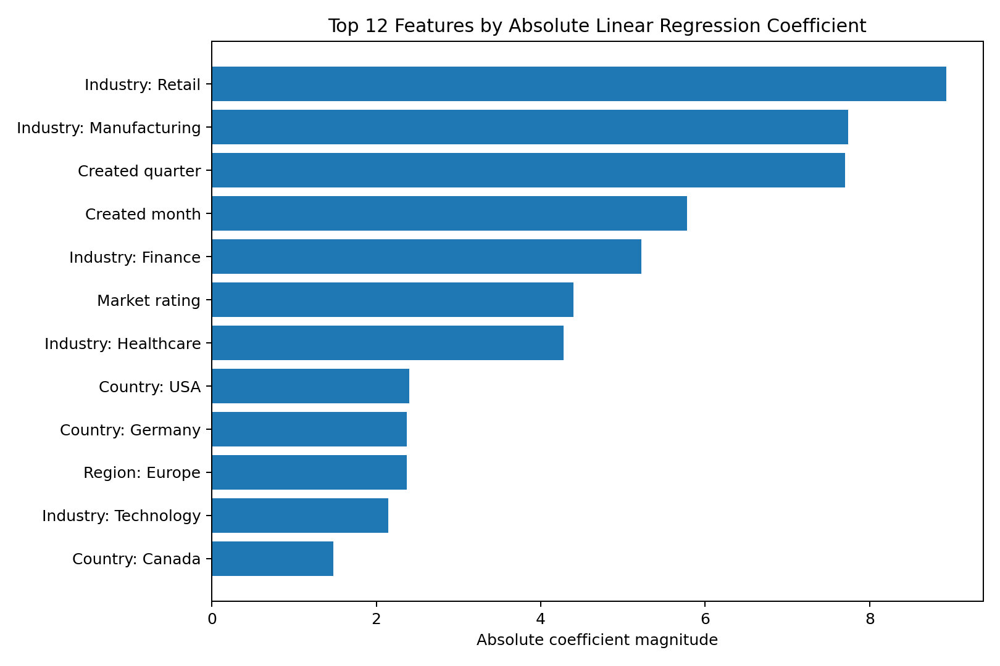 Top 12 Features by Absolute Linear Regression Coefficient
Industry: Retail
Industry: Manufacturing
Created quarter
Created month
Industry: Finance
Market rating
Industry: Healthcare
Country: USA
Country: Germany
Region: Europe
Industry: Technology
Country: Canada
0 2 4 6 8
Absolute coefficient magnitude